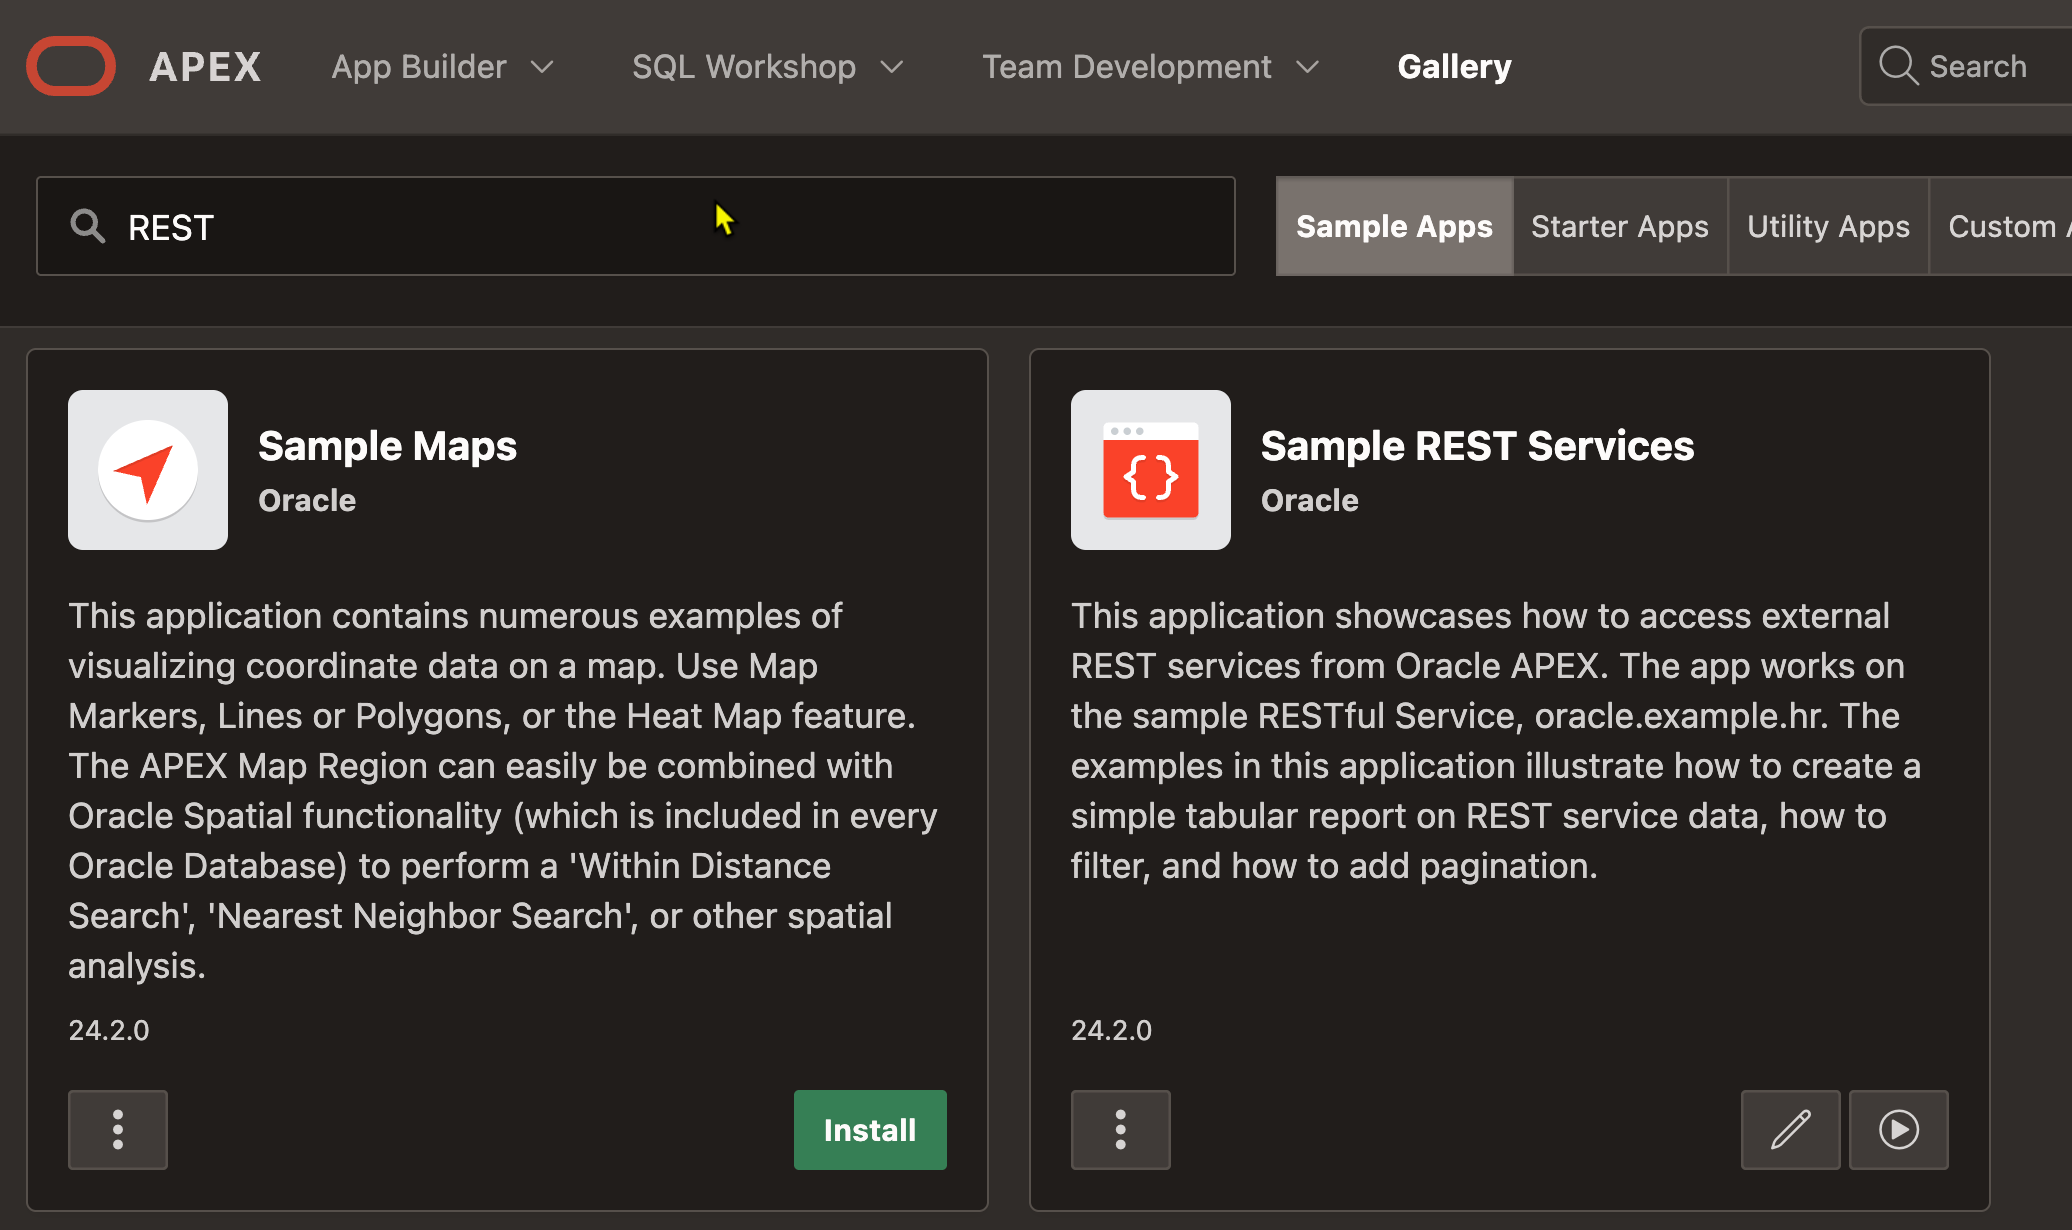 APEX
App Builder
SQL Workshop
Team Development
Gallery
Search
REST
Sample Apps
Starter Apps
Utility Apps
Custom
Sample Maps
Oracle
This application contains numerous examples of
visualizing coordinate data on a map. Use Map
Markers, Lines or Polygons, or the Heat Map feature.
The APEX Map Region can easily be combined with
Oracle Spatial functionality (which is included in every
Oracle Database) to perform a 'Within Distance
Search', 'Nearest Neighbor Search', or other spatial
analysis.
24.2.0
Install
Sample REST Services
Oracle
This application showcases how to access external
REST services from Oracle APEX. The app works on
the sample RESTful Service, oracle.example.hr. The
examples in this application illustrate how to create a
simple tabular report on REST service data, how to
filter, and how to add pagination.
24.2.0